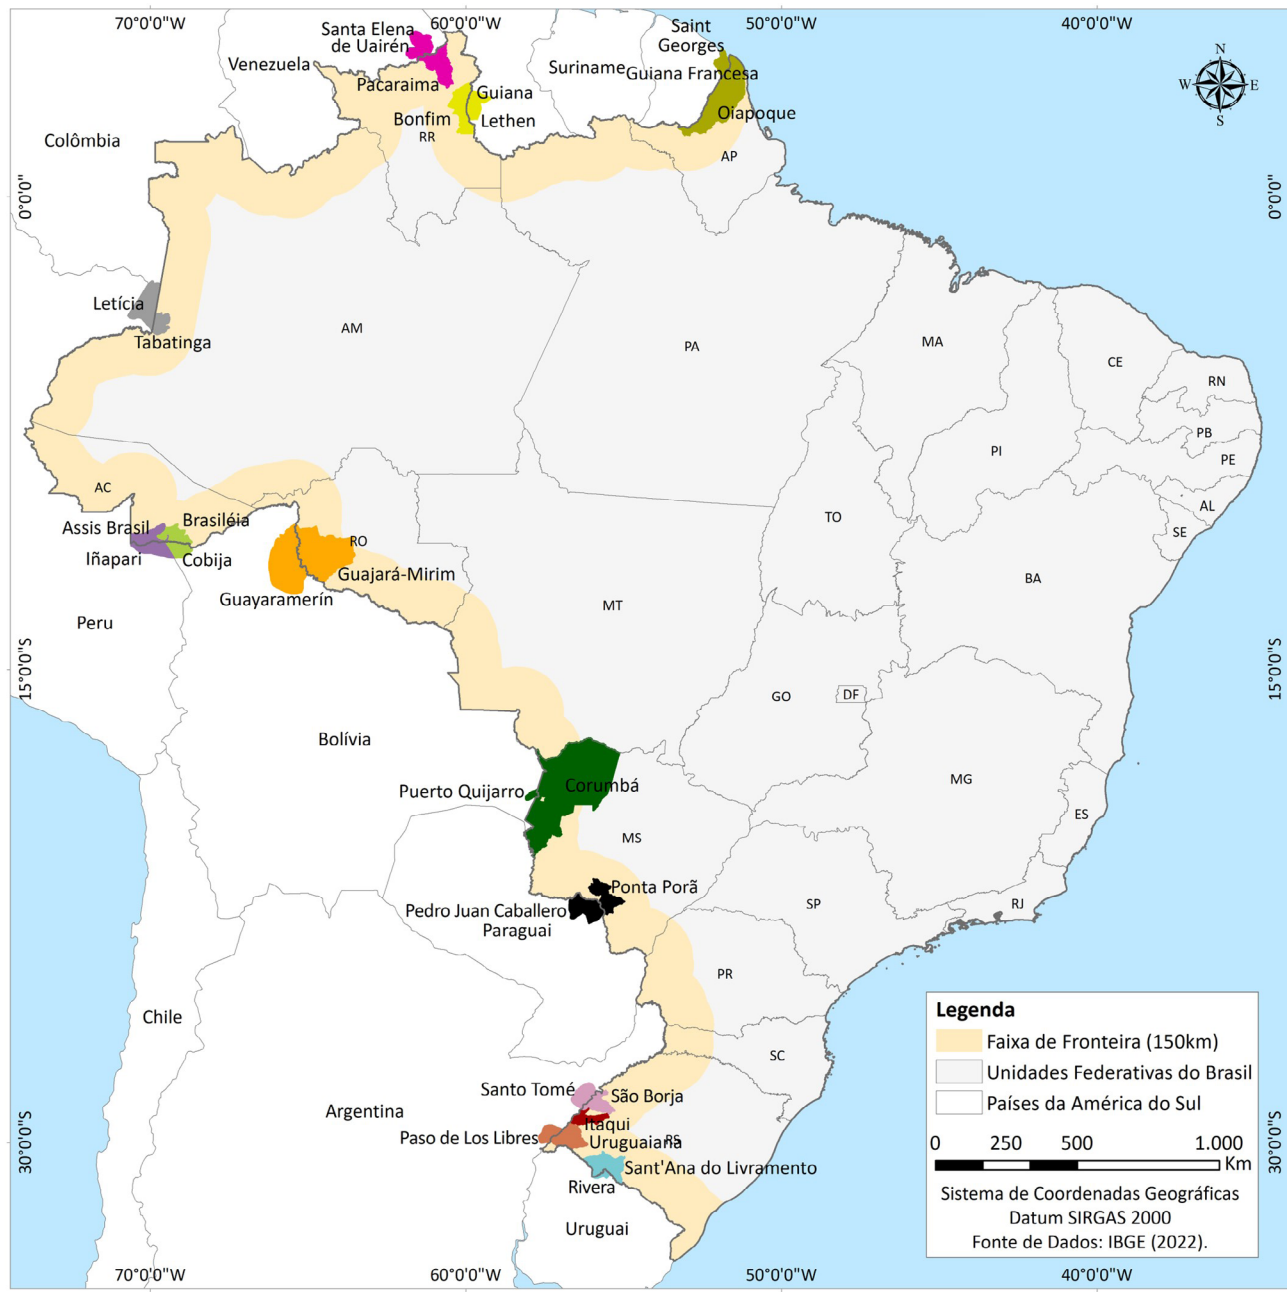 70°0'0"W
60°0'0"W
50°0'0"W
40°0'0"W
Santa Elena
de Uairén
Saint
Georges
Venezuela
Suriname
Guiana Francesa
N
W
E
S
Pacaraima
Guiana
Bonfim
Lethen
Oiapoque
RR
Colômbia
AP
0°0'0"
0°0'0"
Letícia
Tabatinga
AM
PA
MA
CE
RN
PB
PI
PE
AC
AL
TO
SE
Assis Brasil
Brasiléia
Iñapari
Cobija
RO
Guajará-Mirim
Guayaramerín
BA
MT
Peru
15°0'0"S
15°0'0"S
GO
DF
Bolívia
Corumbá
Puerto Quijarro
MG
ES
MS
Ponta Porã
Pedro Juan Caballero
Paraguai
SP
RJ
PR
Chile
SC
Santo Tomé
São Borja
Argentina
Itaqui
Paso de Los Libres
Uruguaiana
RS
Sant'Ana do Livramento
Rivera
Uruguai
30°0'0"S
30°0'0"S
Legenda
Faixa de Fronteira (150km)
Unidades Federativas do Brasil
Países da América do Sul
0 250 500 1.000
Km
Sistema de Coordenadas Geográficas
Datum SIRGAS 2000
Fonte de Dados: IBGE (2022).
70°0'0"W
60°0'0"W
50°0'0"W
40°0'0"W